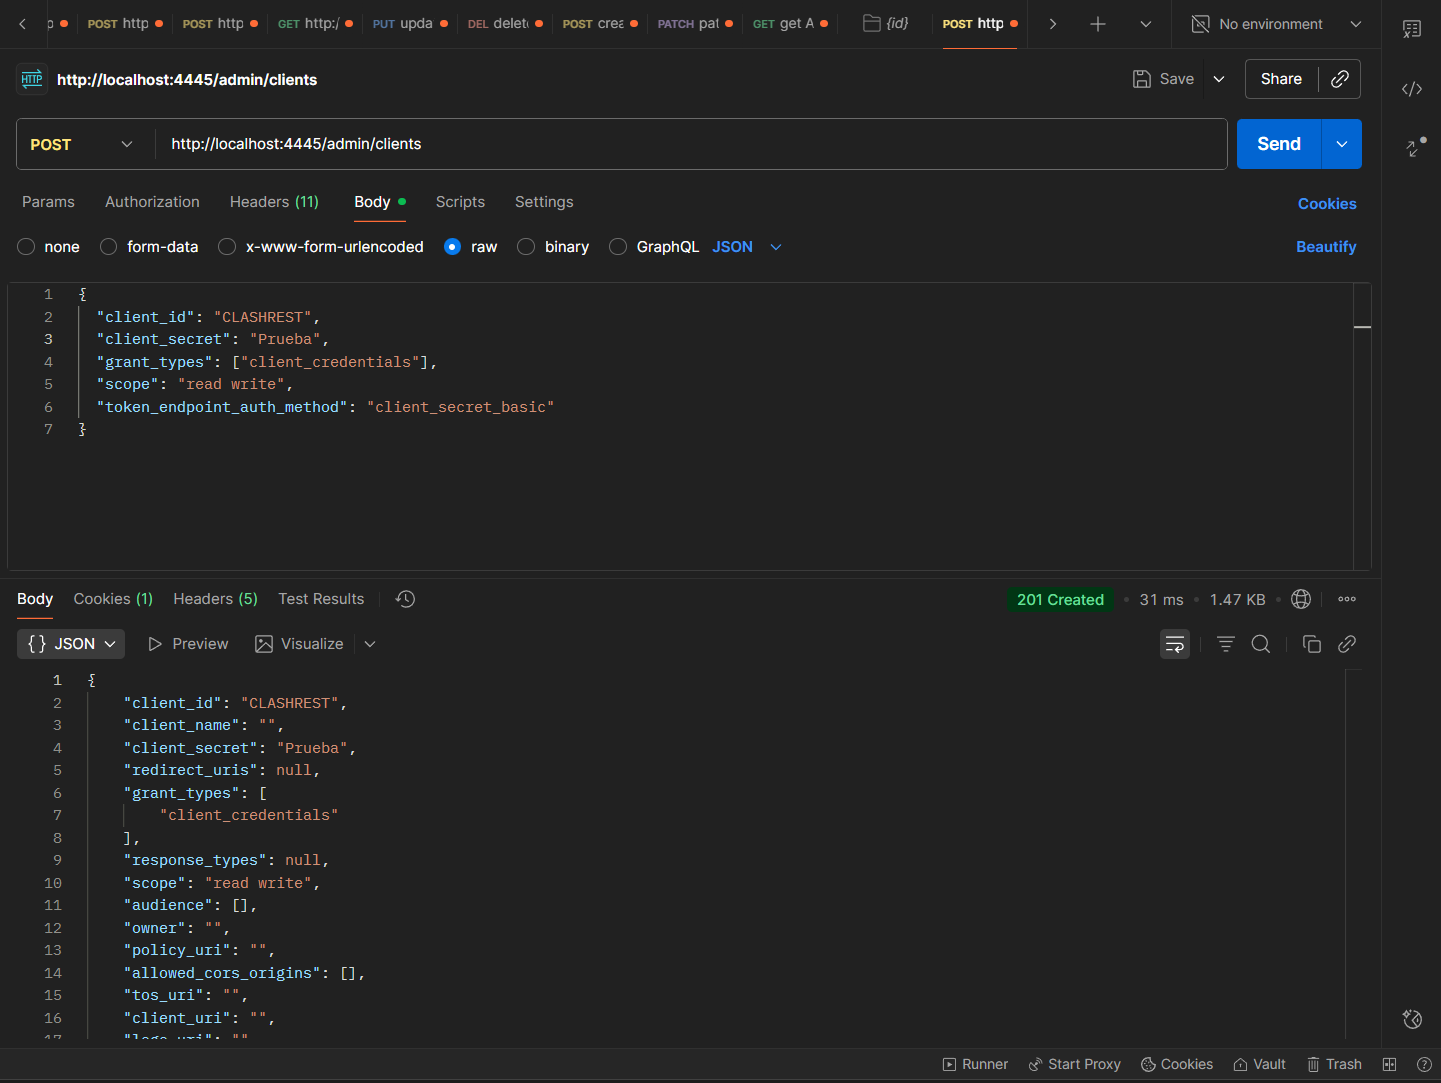 POST http
POST http
GET http:/
PUT upda
DEL delete
POST crea
PATCH pat
GET get A
{id}
POST http
No environment
HTTP http://localhost:4445/admin/clients
Save
Share
POST http://localhost:4445/admin/clients
Send
Params Authorization Headers (11) Body Scripts Settings Cookies
none form-data x-www-form-urlencoded raw binary GraphQL JSON Beautify
1 {
2 "client_id": "CLASHREST",
3 "client_secret": "Prueba",
4 "grant_types": ["client_credentials"],
5 "scope": "read write",
6 "token_endpoint_auth_method": "client_secret_basic"
7 }
Body Cookies (1) Headers (5) Test Results 201 Created 31 ms 1.47 KB
{} JSON Preview Visualize
1 {
2 "client_id": "CLASHREST",
3 "client_name": "",
4 "client_secret": "Prueba",
5 "redirect_uris": null,
6 "grant_types": [
7 "client_credentials"
8 ],
9 "response_types": null,
10 "scope": "read write",
11 "audience": [],
12 "owner": "",
13 "policy_uri": "",
14 "allowed_cors_origins": [],
15 "tos_uri": "",
16 "client_uri": "",
17 "logo_uri": ""
Runner Start Proxy Cookies Vault Trash